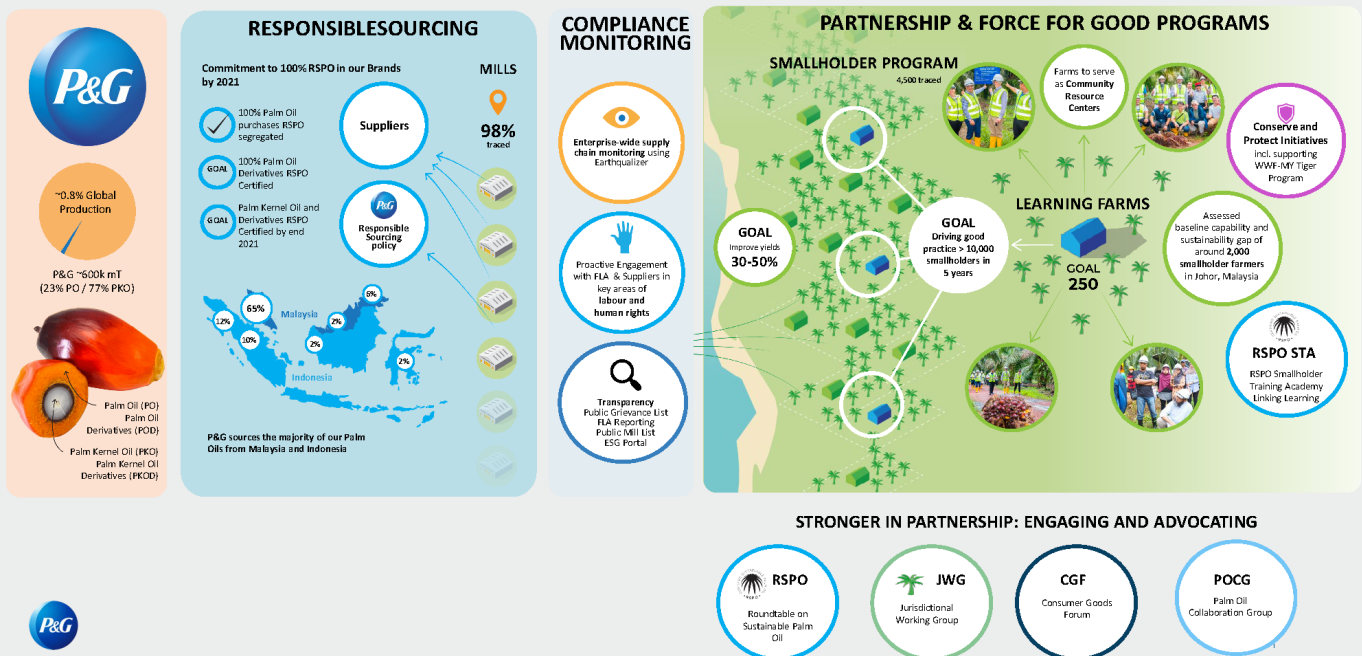 P&G
~0.8% Global
Production
P&G ~600k mT
(23% PO / 77% PKO)
Palm Oil (PO)
Palm Oil
Derivatives (POD)
Palm Kernel Oil (PKO)
Palm Kernel Oil
Derivatives (PKOD)
RESPONSIBLESOURCING
Commitment to 100% RSPO in our Brands
by 2021
100% Palm Oil
purchases RSPO
segregated
GOAL
100% Palm Oil
Derivatives RSPO
Certified
GOAL
Palm Kernel Oil and
Derivatives RSPO
Certified by end
2021
Suppliers
P&G
Responsible
Sourcing
policy
MILLS
98%
traced
65%
12%
10%
Malaysia
6%
2%
2%
2%
Indonesia
P&G sources the majority of our Palm
Oils from Malaysia and Indonesia
COMPLIANCE
MONITORING
Enterprise-wide supply
chain monitoring using
Earthqualizer
Proactive Engagement
with FLA & Suppliers in
key areas of
labour and
human rights
Transparency
Public Grievance List
FLA Reporting
Public Mill List
ESG Portal
PARTNERSHIP & FORCE FOR GOOD PROGRAMS
SMALLHOLDER PROGRAM
4,500 traced
GOAL
Improve yields
30-50%
GOAL
Driving good
practice > 10,000
smallholders in
5 years
Farms to serve
as Community
Resource
Centers
LEARNING FARMS
GOAL
250
Conserve and
Protect Initiatives
incl. supporting
WWF-MY Tiger
Program
Assessed
baseline capability and
sustainability gap of
around 2,000
smallholder farmers
in Johor, Malaysia
RSPO STA
RSPO Smallholder
Training Academy
Linking Learning
STRONGER IN PARTNERSHIP: ENGAGING AND ADVOCATING
RSPO
Roundtable on
Sustainable Palm
Oil
JWG
Jurisdictional
Working Group
CGF
Consumer Goods
Forum
POCG
Palm Oil
Collaboration Group
P&G